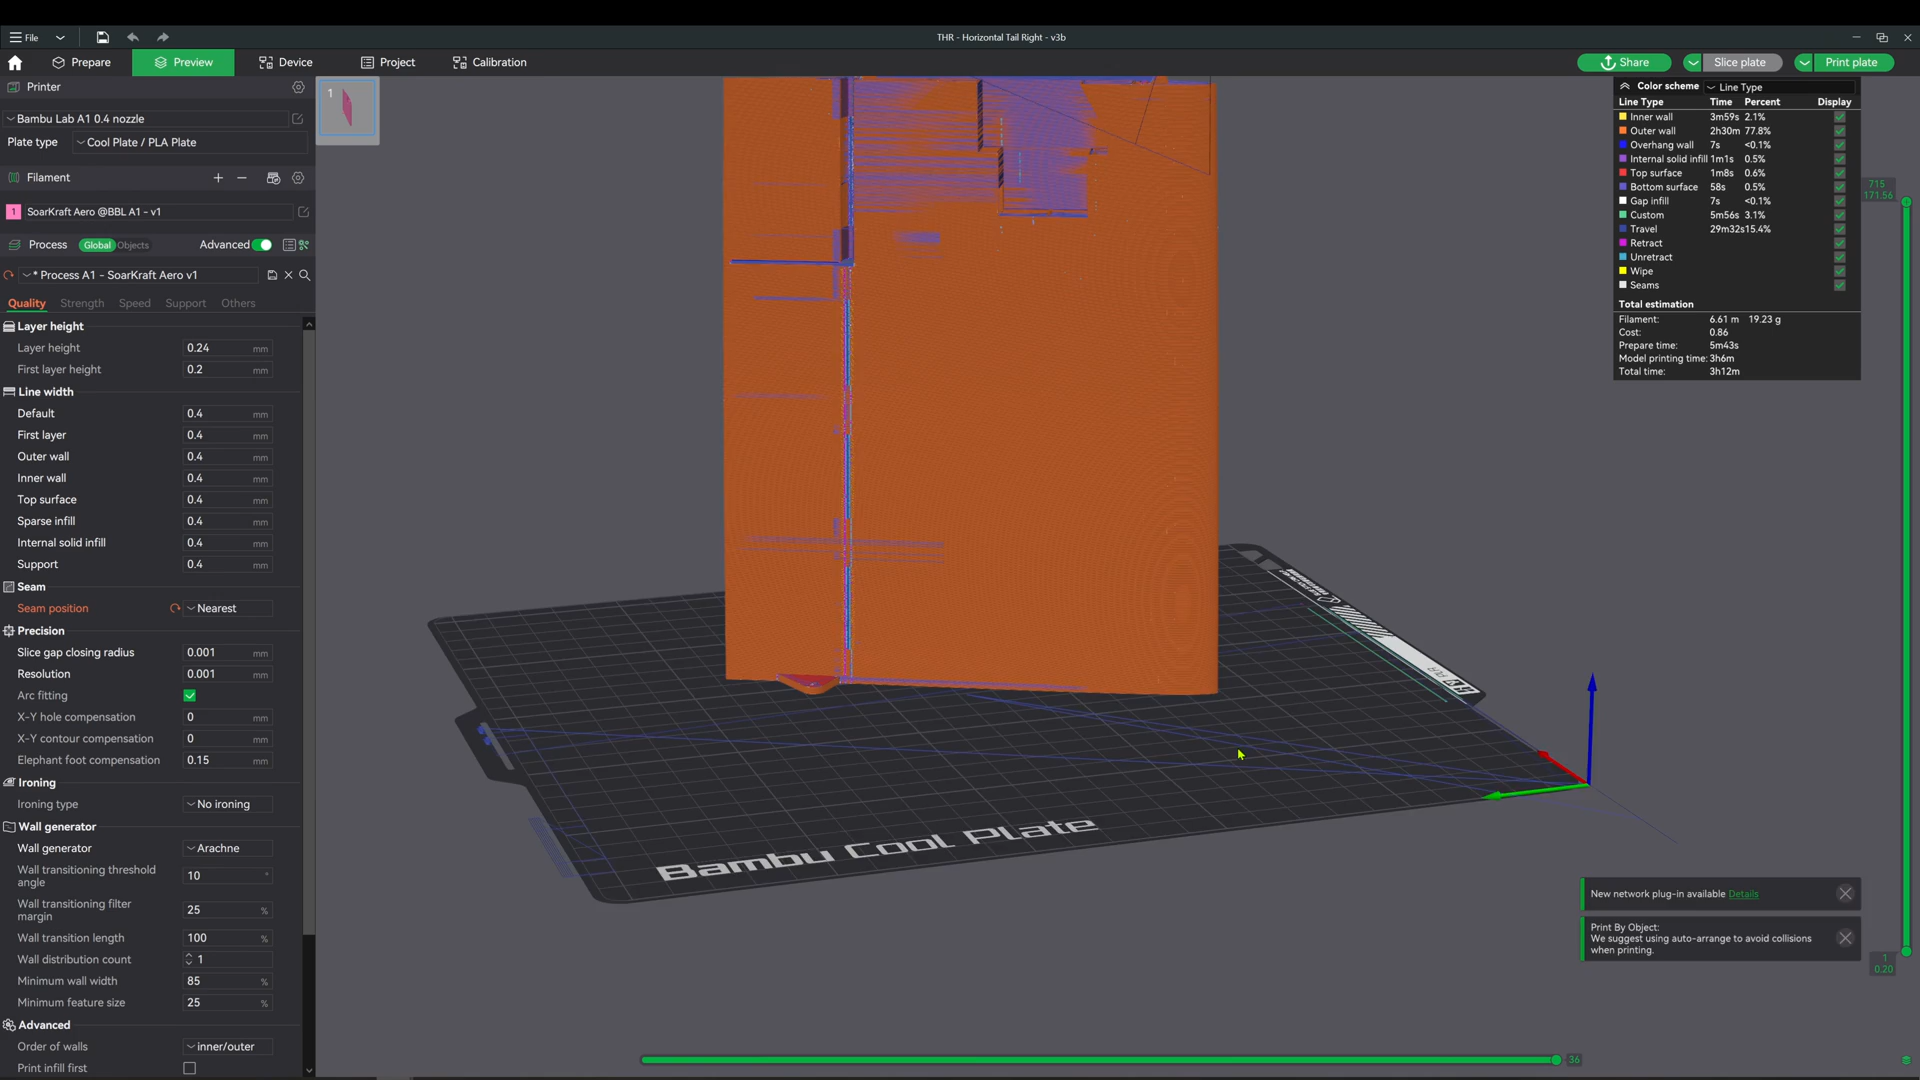 File
THR - Horizontal Tail Right - v3b
Prepare
Preview
Device
Project
Calibration
Share
Slice plate
Print plate
Printer
Bambu Lab A1 0.4 nozzle
Plate type
Cool Plate / PLA Plate
Filament
1 SoarKraft Aero @BBL A1 - v1
Process Global Objects Advanced
* Process A1 - SoarKraft Aero v1
Quality Strength Speed Support Others
Layer height
Layer height 0.24 mm
First layer height 0.2 mm
Line width
Default 0.4 mm
First layer 0.4 mm
Outer wall 0.4 mm
Inner wall 0.4 mm
Top surface 0.4 mm
Sparse infill 0.4 mm
Internal solid infill 0.4 mm
Support 0.4 mm
Seam
Seam position Nearest
Precision
Slice gap closing radius 0.001 mm
Resolution 0.001 mm
Arc fitting
X-Y hole compensation 0 mm
X-Y contour compensation 0 mm
Elephant foot compensation 0.15 mm
Ironing
Ironing type No ironing
Wall generator
Wall generator Arachne
Wall transitioning threshold
angle 10 °
Wall transitioning filter
margin 25 %
Wall transition length 100 %
Wall distribution count 1
Minimum wall width 85 %
Minimum feature size 25 %
Advanced
Order of walls inner/outer
Print infill first
1
Bambu Cool Plate
Color scheme Line Type
Line Type Time Percent Display
Inner wall 3m59s 2.1%
Outer wall 2h30m 77.8%
Overhang wall 7s <0.1%
Internal solid infill 1m1s 0.5%
Top surface 1m8s 0.6%
Bottom surface 58s 0.5%
Gap infill 7s <0.1%
Custom 5m56s 3.1%
Travel 29m32s 15.4%
Retract
Unretract
Wipe
Seams
Total estimation
Filament: 6.61 m 19.23 g
Cost: 0.86
Prepare time: 5m43s
Model printing time: 3h6m
Total time: 3h12m
715
171.56
New network plug-in available Details
Print By Object:
We suggest using auto-arrange to avoid collisions
when printing.
1
0.20
36